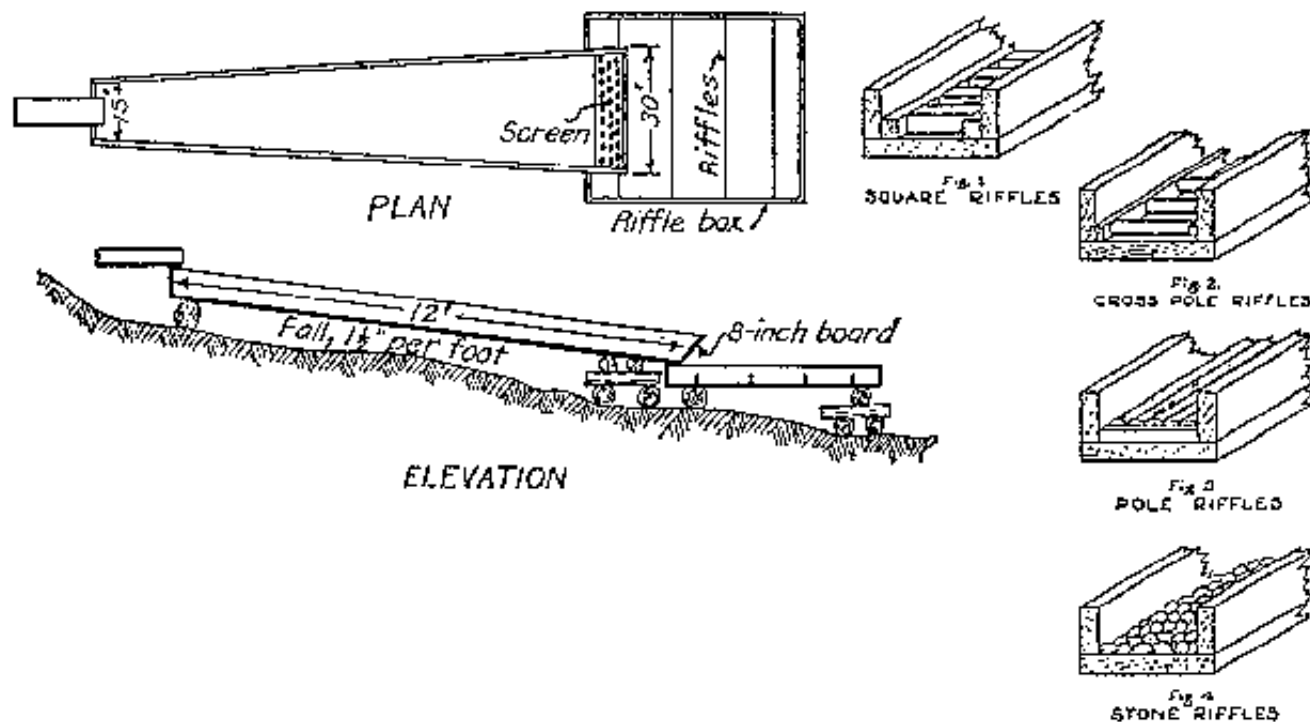 15"
Screen
30"
Riffles
PLAN
Riffle box
12'
Fall, 1½" per foot
8-inch board
ELEVATION
Fig. 1
SQUARE RIFFLES
Fig 2.
CROSS POLE RIFFLES
Fig 3
POLE RIFFLES
Fig 4
STONE RIFFLES